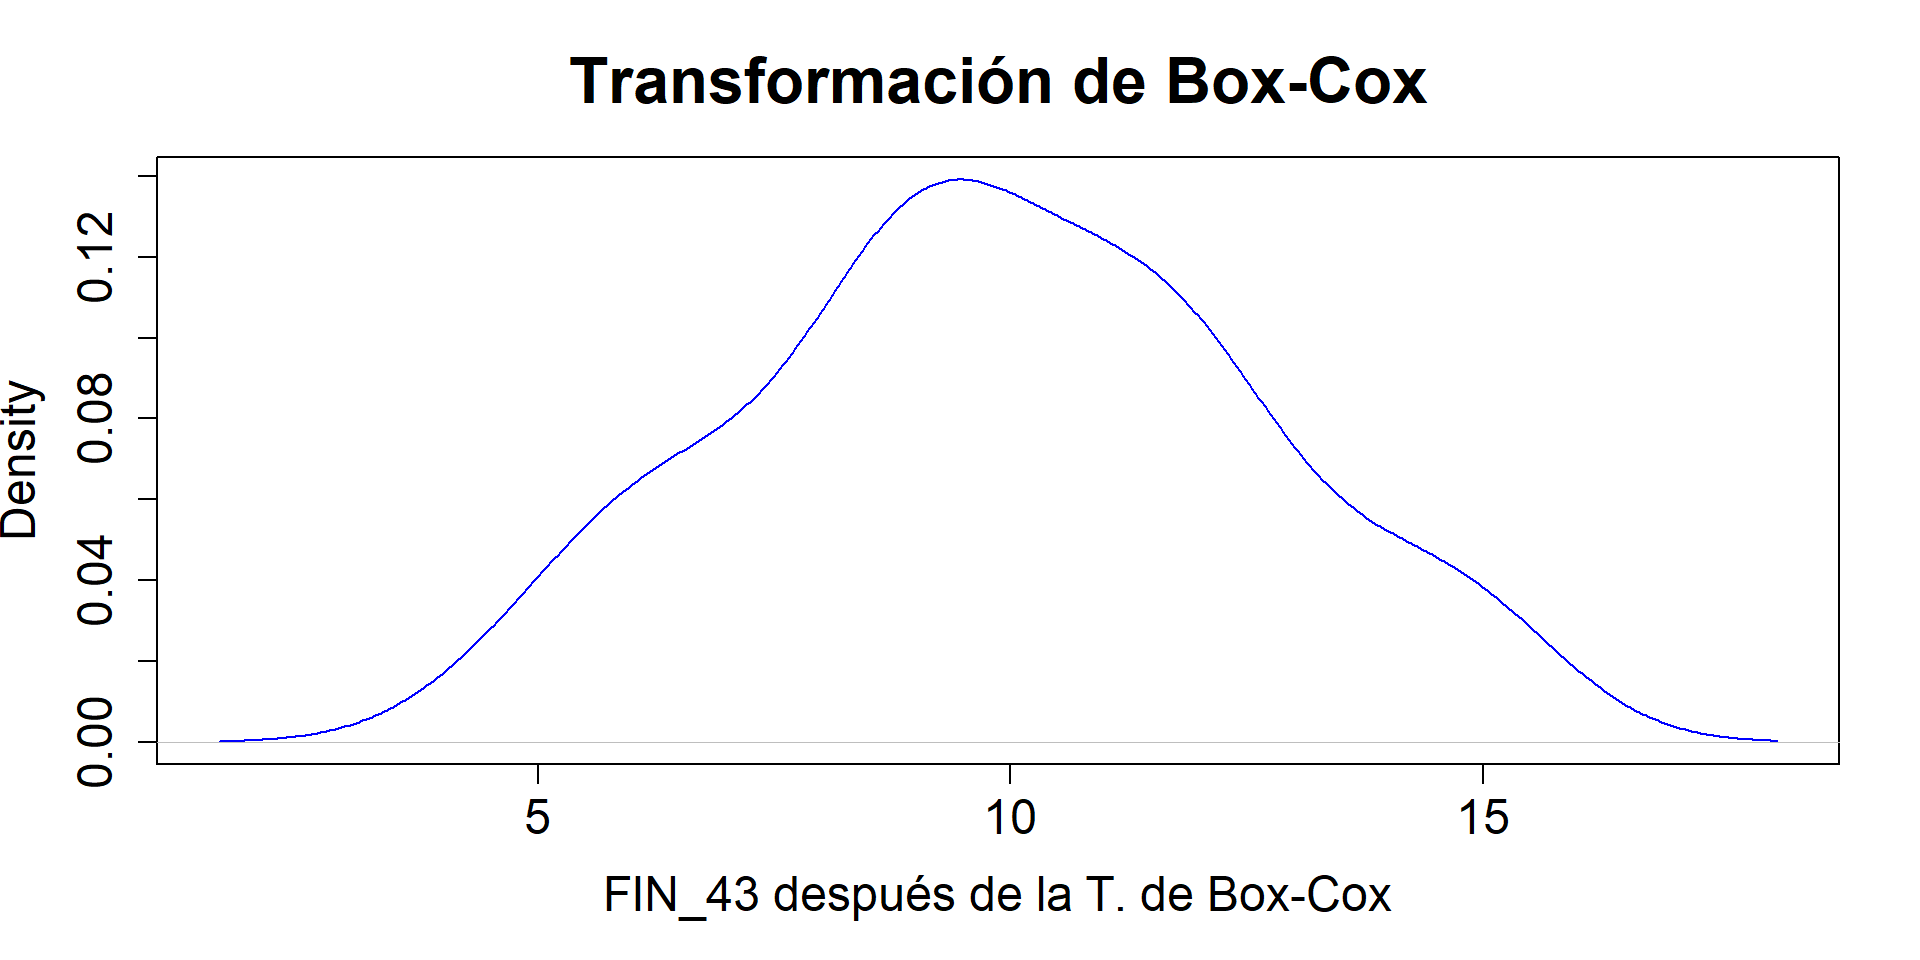 Transformación de Box-Cox
Density
0.12
0.08
0.04
0.00
5 10 15
FIN_43 después de la T. de Box-Cox